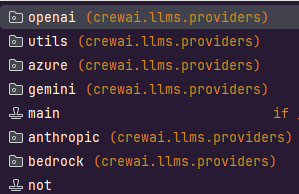 openai (crewai.llms.providers)
utils (crewai.llms.providers)
azure (crewai.llms.providers)
gemini (crewai.llms.providers)
main if
anthropic (crewai.llms.providers)
bedrock (crewai.llms.providers)
not